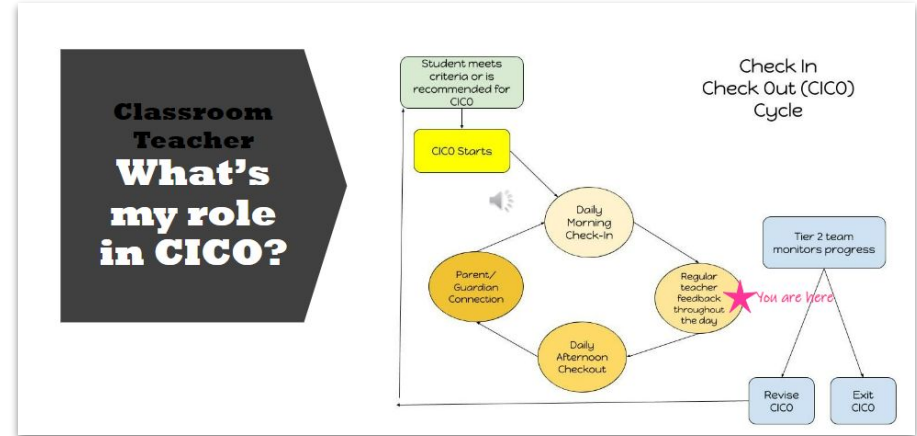 Classroom
Teacher
What's
my role
in CICO?
Check In
Check Out (CICO)
Cycle
Student meets
criteria or is
recommended for
CICO
CICO Starts
Daily
Morning
Check-In
Regular
teacher
feedback
throughout
the day
You are here
Daily
Afternoon
Checkout
Parent/
Guardian
Connection
Tier 2 team
monitors progress
Revise
CICO
Exit
CICO